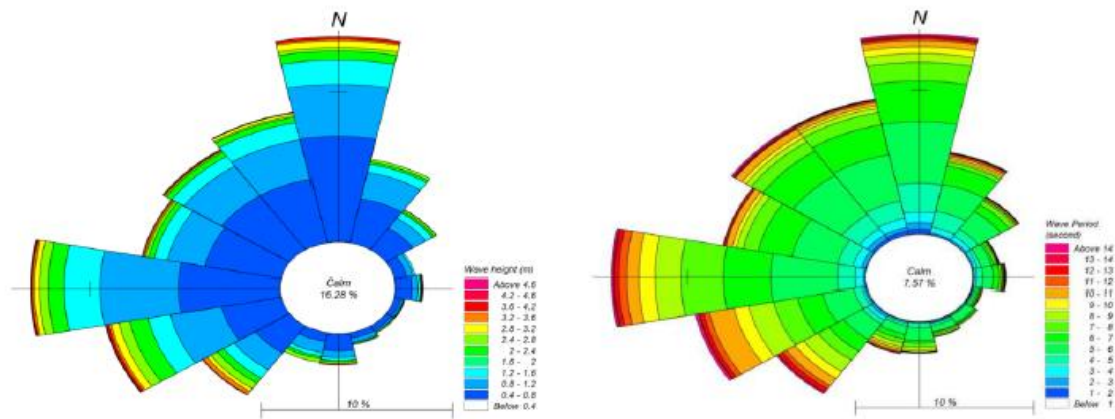 N
Calm
16.28 %
Wave height (m)
Above 4.6
4.2 - 4.6
3.6 - 4.2
3.2 - 3.6
2.8 - 3.2
2.4 - 2.8
2 - 2.4
1.6 - 2
1.2 - 1.6
0.8 - 1.2
0.4 - 0.8
Below 0.4
10 %
N
Calm
7.57 %
Wave Period
(second)
Above 14
13 - 14
12 - 13
11 - 12
10 - 11
9 - 10
8 - 9
7 - 8
6 - 7
5 - 6
4 - 5
3 - 4
2 - 3
1 - 2
Below 1
10 %